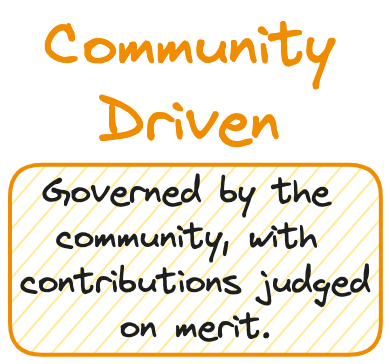 Community
Driven
Governed by the
community, with
contributions judged
on merit.